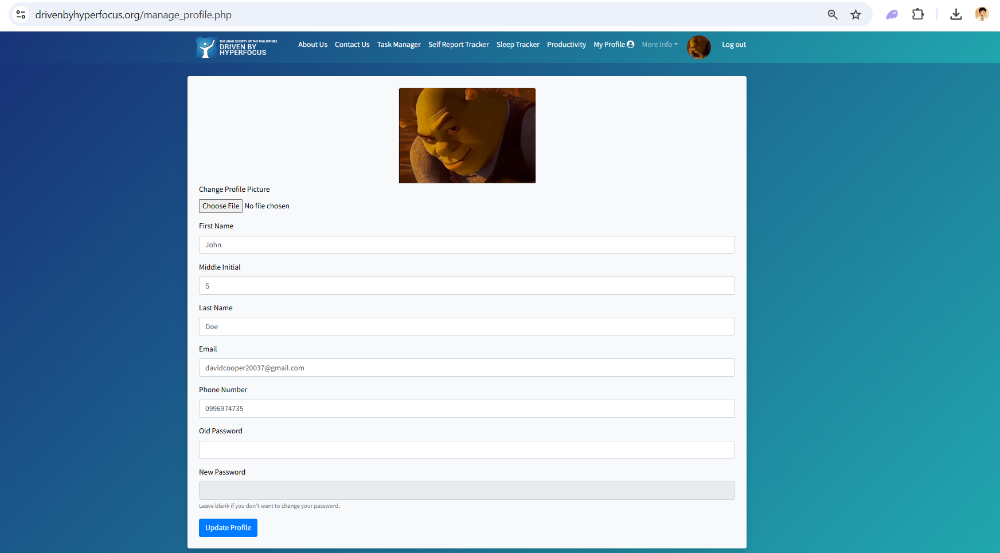 drivenbyhyperfocus.org/manage_profile.php
THE ADHD SOCIETY OF THE PHILIPPINES
DRIVEN BY
HYPERFOCUS
About Us Contact Us Task Manager Self Report Tracker Sleep Tracker Productivity My Profile More Info Log out
Change Profile Picture
Choose File No file chosen
First Name
John
Middle Initial
S
Last Name
Doe
Email
davidcooper20037@gmail.com
Phone Number
0996974735
Old Password
New Password
Leave blank if you don't want to change your password.
Update Profile